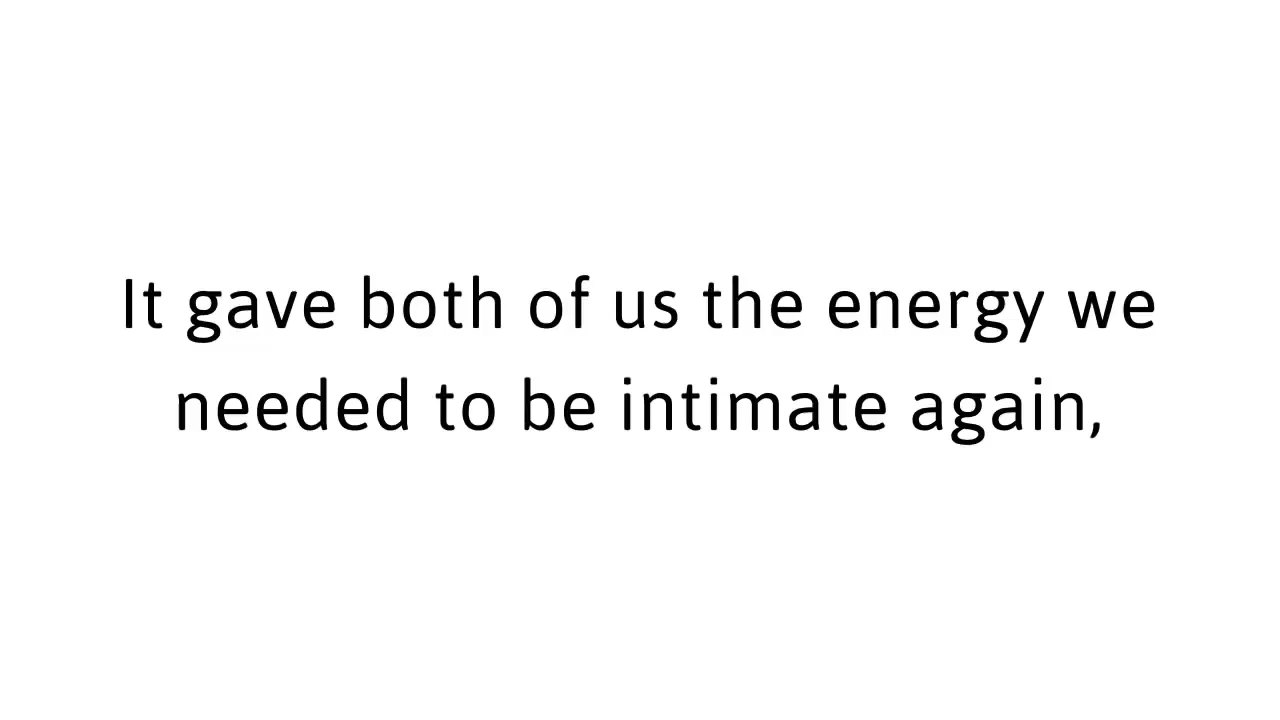 It gave both of us the energy we
needed to be intimate again,